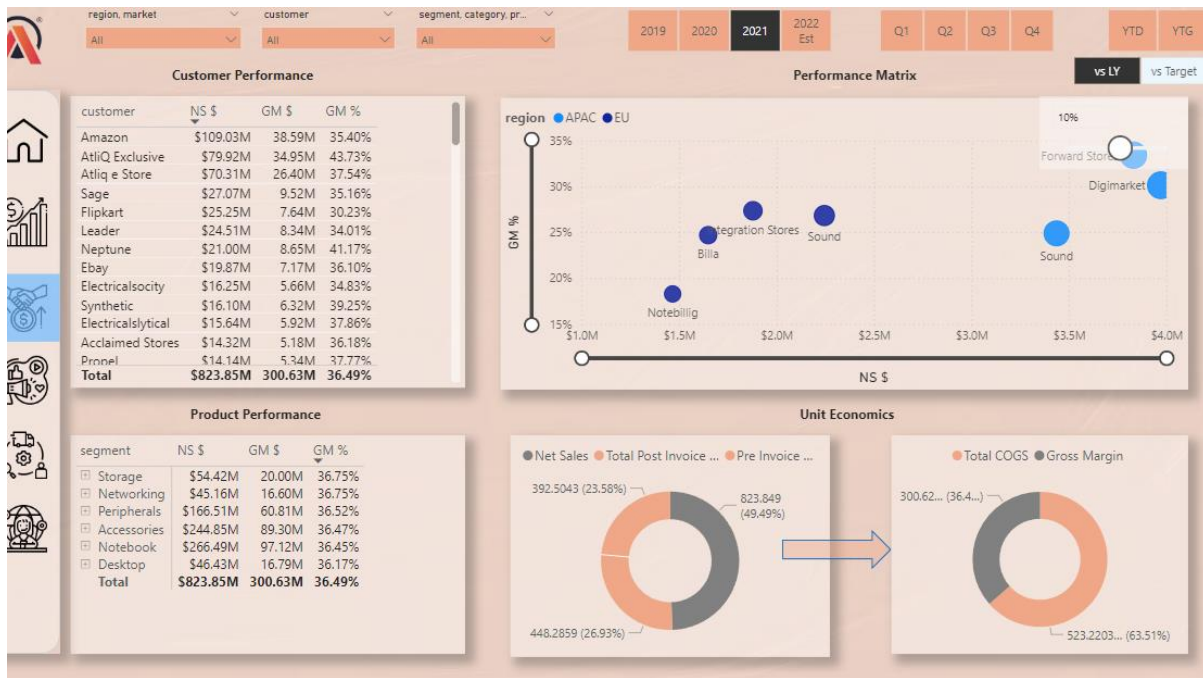 region, market customer segment, category, pr...
All All All
2019 2020 2021 2022 Est Q1 Q2 Q3 Q4 YTD YTG
vs LY vs Target
Customer Performance
customer NS $ GM $ GM %
Amazon $109.03M 38.59M 35.40%
AtliQ Exclusive $79.92M 34.95M 43.73%
Atliq e Store $70.31M 26.40M 37.54%
Sage $27.07M 9.52M 35.16%
Flipkart $25.25M 7.64M 30.23%
Leader $24.51M 8.34M 34.01%
Neptune $21.00M 8.65M 41.17%
Ebay $19.87M 7.17M 36.10%
Electricalsocity $16.25M 5.66M 34.83%
Synthetic $16.10M 6.32M 39.25%
Electricalslytical $15.64M 5.92M 37.86%
Acclaimed Stores $14.32M 5.18M 36.18%
Propel $14.14M 5.34M 37.77%
Total $823.85M 300.63M 36.49%
Performance Matrix
region APAC EU
10%
35%
Forward Stor
30%
Digimarket
GM %
25%
tegration Stores
Sound
Billa
Sound
20%
Notebillig
15%
$1.0M $1.5M $2.0M $2.5M $3.0M $3.5M $4.0M
NS $
Product Performance
segment NS $ GM $ GM %
Storage $54.42M 20.00M 36.75%
Networking $45.16M 16.60M 36.75%
Peripherals $166.51M 60.81M 36.52%
Accessories $244.85M 89.30M 36.47%
Notebook $266.49M 97.12M 36.45%
Desktop $46.43M 16.79M 36.17%
Total $823.85M 300.63M 36.49%
Unit Economics
Net Sales Total Post Invoice ... Pre Invoice ...
392.5043 (23.58%)
823.849
(49.49%)
448.2859 (26.93%)
Total COGS Gross Margin
300.62... (36.4...)
523.2203... (63.51%)